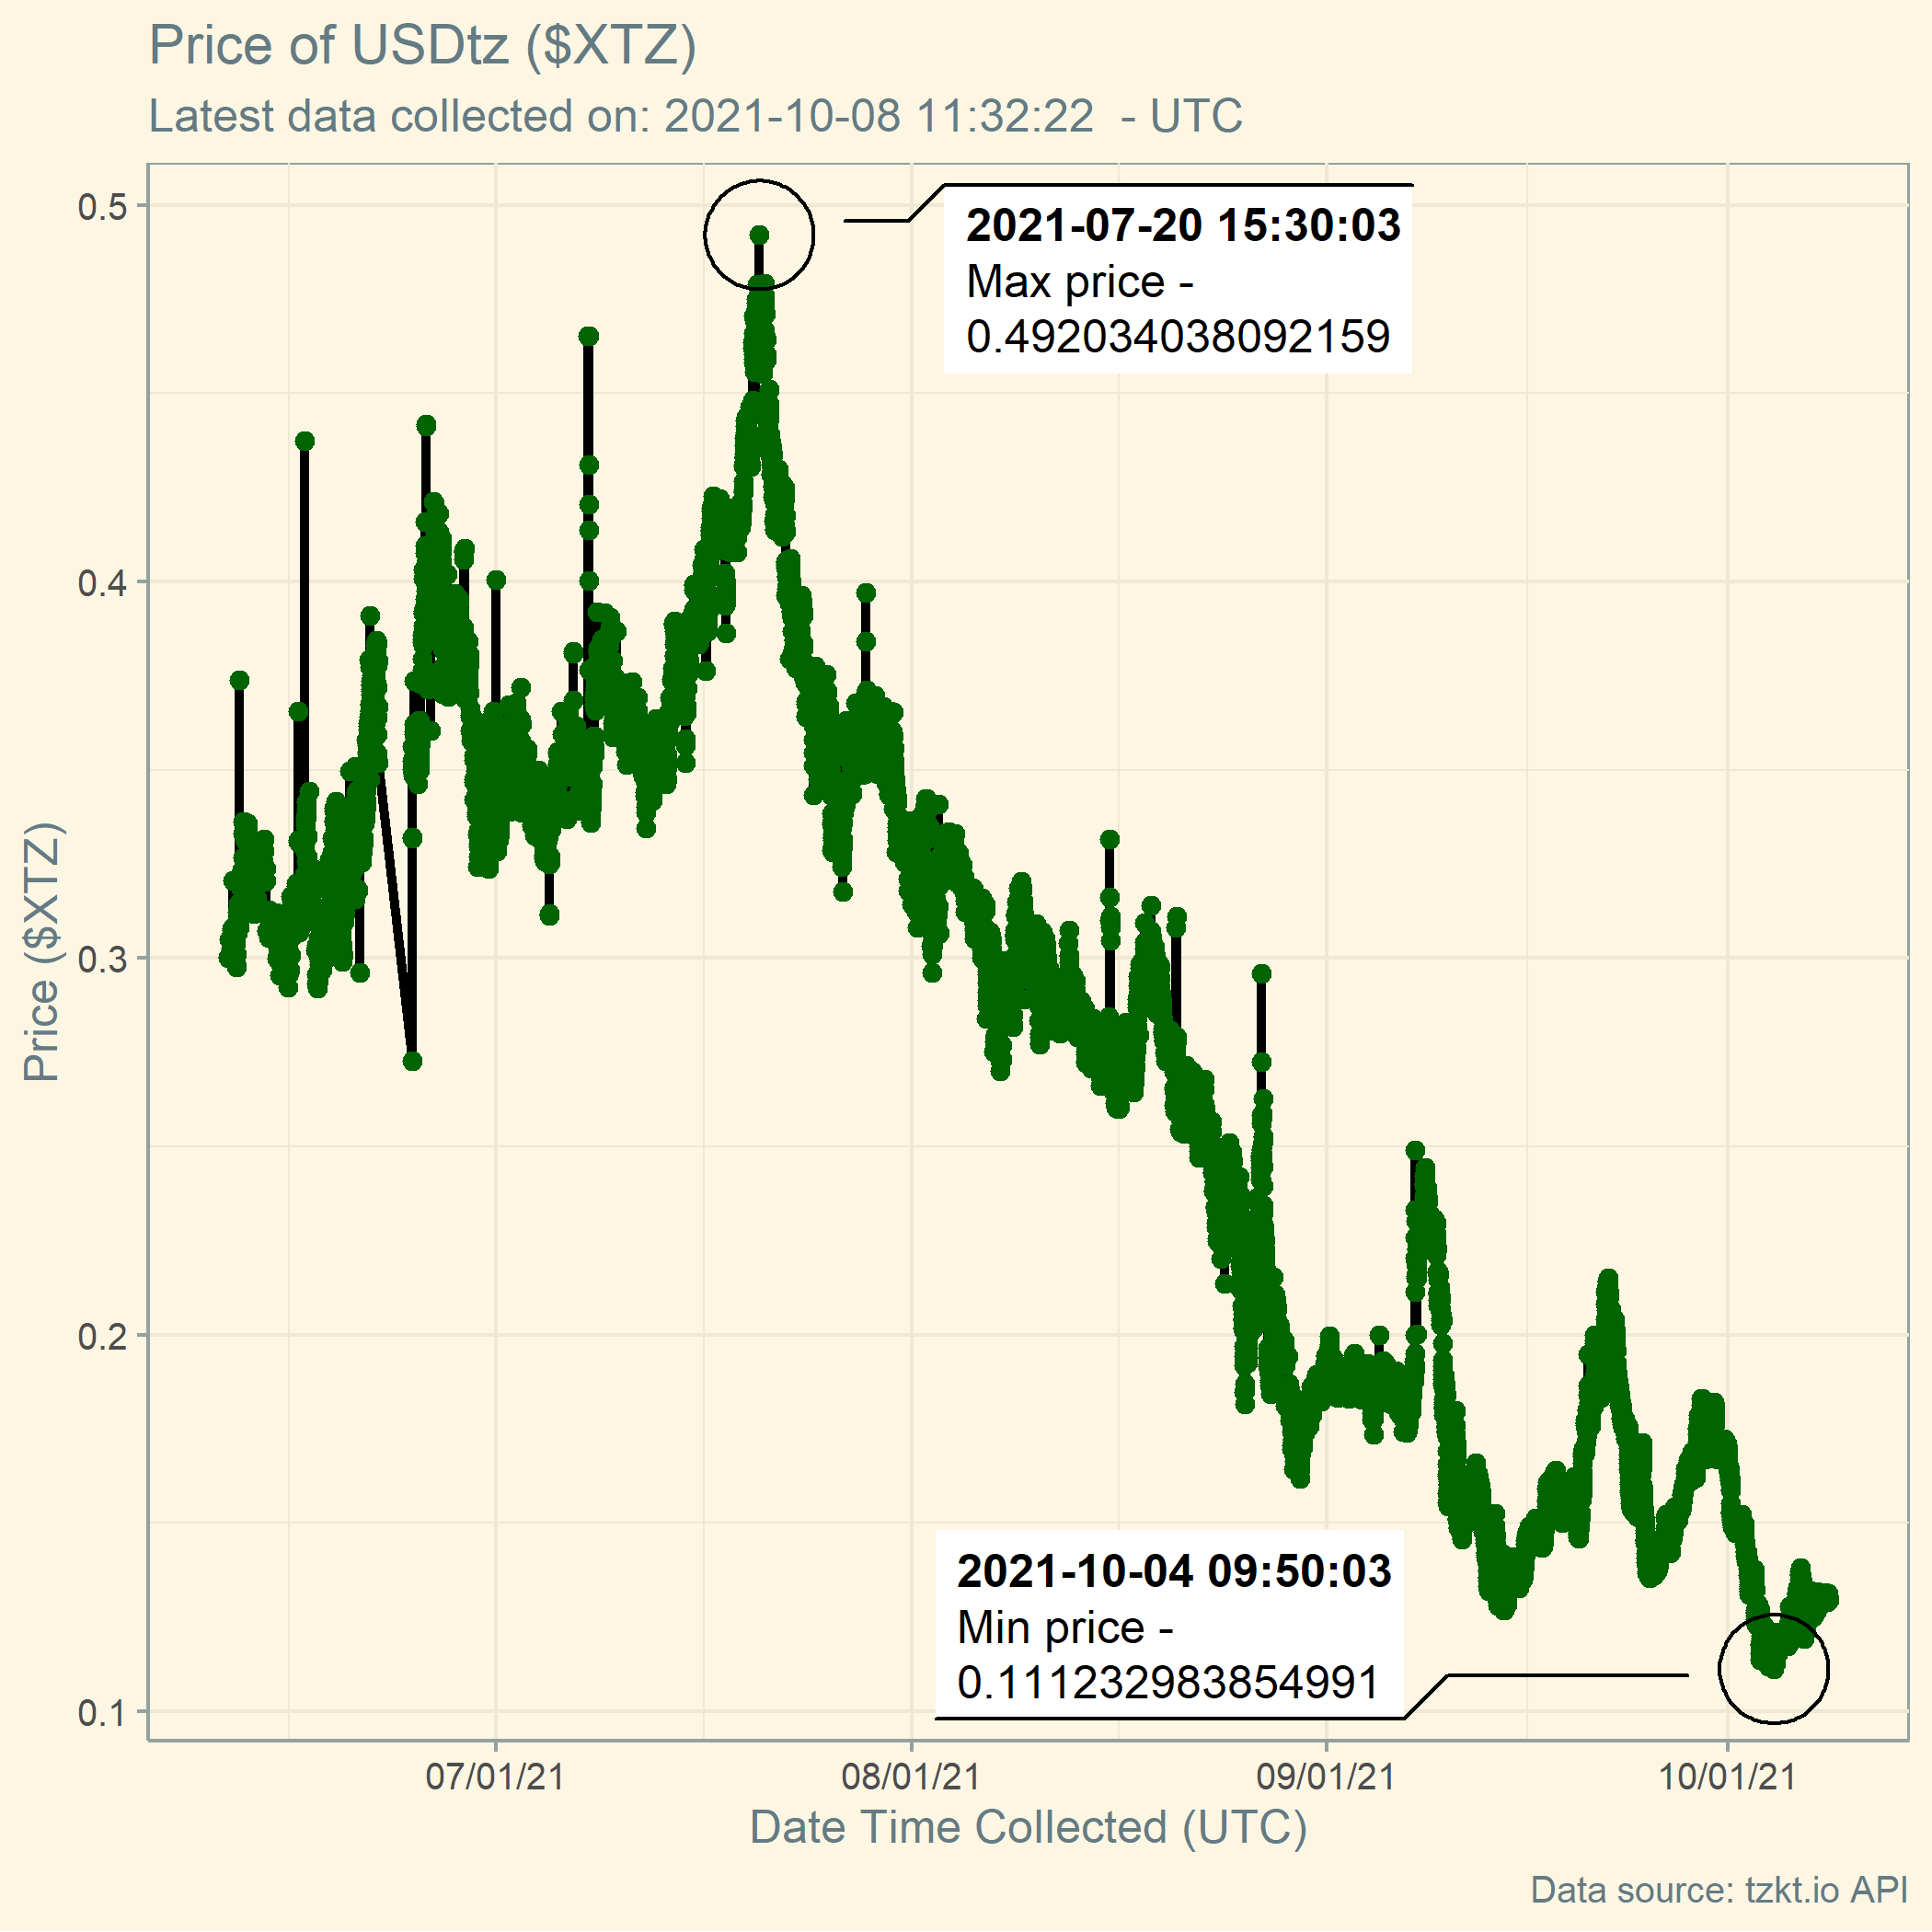 Price of USDtz ($XTZ)
Latest data collected on: 2021-10-08 11:32:22  - UTC
2021-07-20 15:30:03
Max price -
0.492034038092159
0.5
0.4
0.3
0.2
0.1
Price ($XTZ)
2021-10-04 09:50:03
Min price -
0.111232983854991
07/01/21
08/01/21
09/01/21
10/01/21
Date Time Collected (UTC)
Data source: tzkt.io API